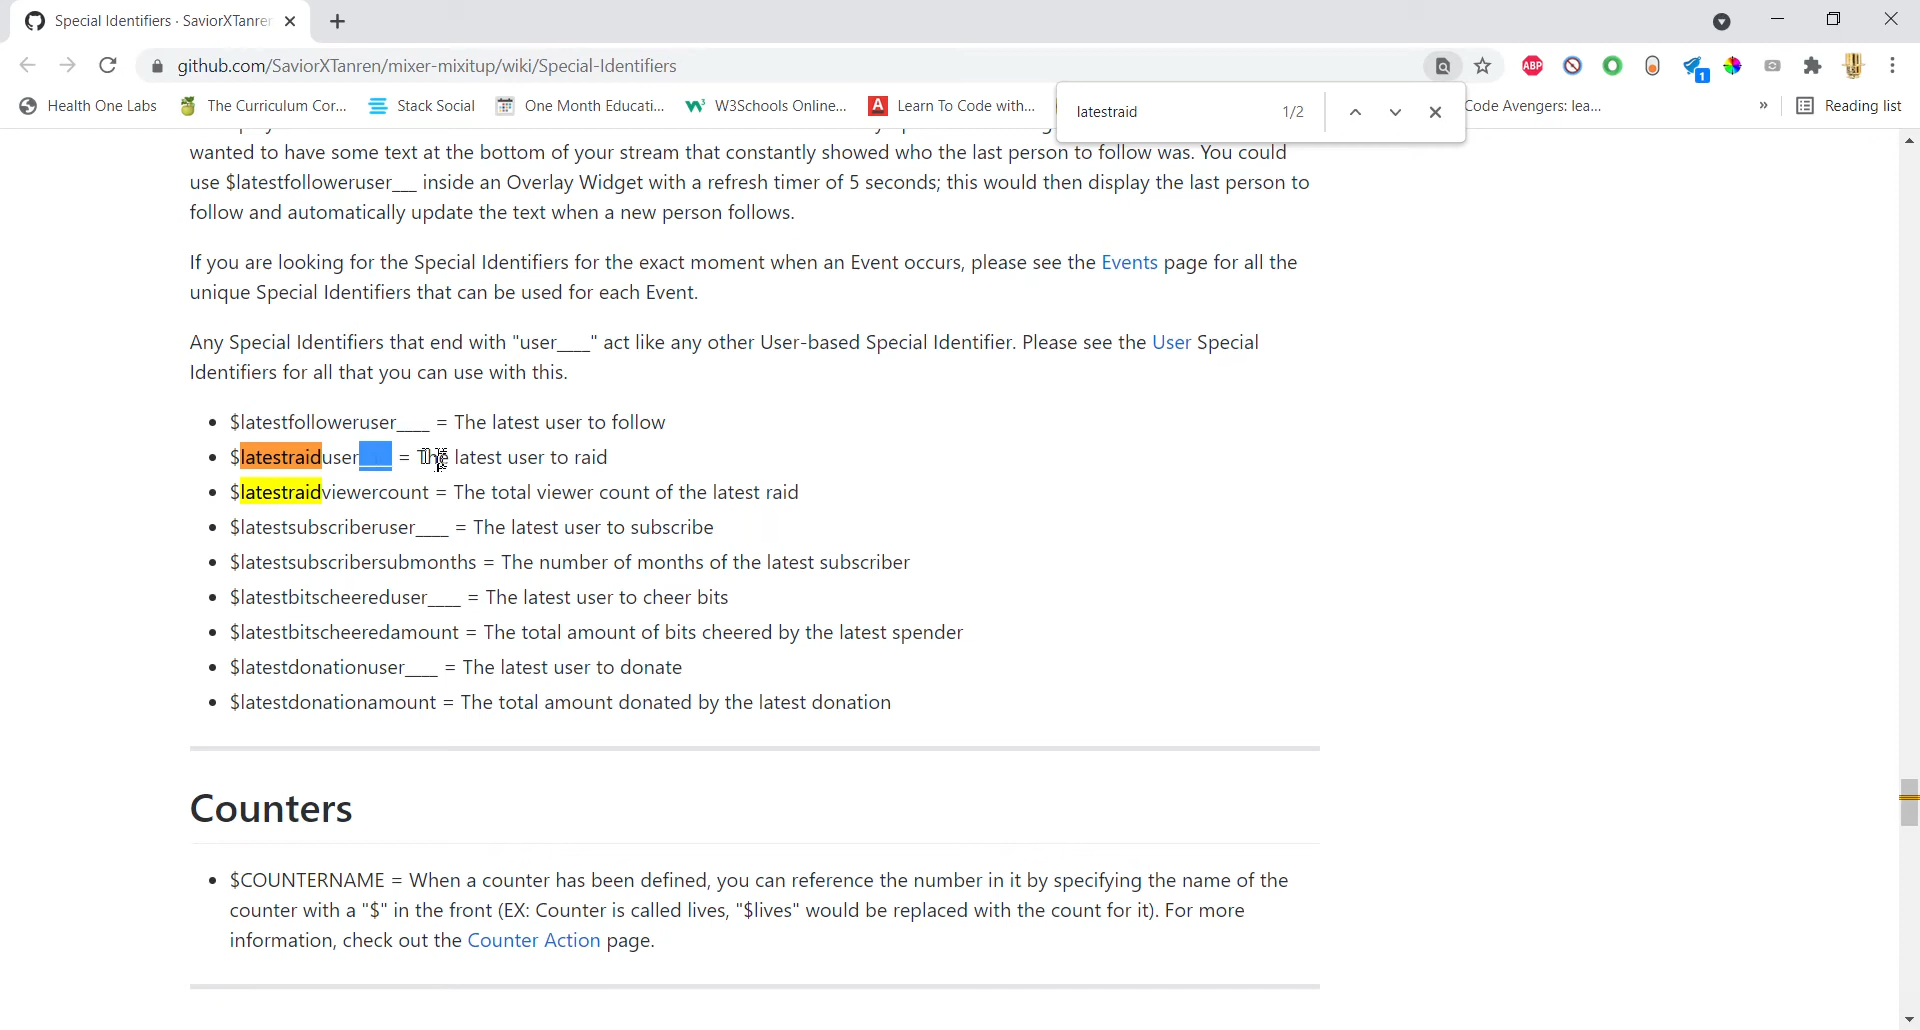 Special Identifiers · SaviorXTanren
github.com/SaviorXTanren/mixer-mixitup/wiki/Special-Identifiers
ABP
1
Health One Labs
The Curriculum Cor...
Stack Social
One Month Educati...
W3Schools Online...
Learn To Code with...
Code Avengers: lea...
»
Reading list
latestraid 1/2
wanted to have some text at the bottom of your stream that constantly showed who the last person to follow was. You could
use $latestfolloweruser___ inside an Overlay Widget with a refresh timer of 5 seconds; this would then display the last person to
follow and automatically update the text when a new person follows.
If you are looking for the Special Identifiers for the exact moment when an Event occurs, please see the Events page for all the
unique Special Identifiers that can be used for each Event.
Any Special Identifiers that end with "user____" act like any other User-based Special Identifier. Please see the User Special
Identifiers for all that you can use with this.
• $latestfolloweruser____ = The latest user to follow
• $latestraiduser____ = The latest user to raid
• $latestraidviewercount = The total viewer count of the latest raid
• $latestsubscriberuser____ = The latest user to subscribe
• $latestsubscribersubmonths = The number of months of the latest subscriber
• $latestbitscheereduser____ = The latest user to cheer bits
• $latestbitscheeredamount = The total amount of bits cheered by the latest spender
• $latestdonationuser____ = The latest user to donate
• $latestdonationamount = The total amount donated by the latest donation
Counters
• $COUNTERNAME = When a counter has been defined, you can reference the number in it by specifying the name of the
counter with a "$" in the front (EX: Counter is called lives, "$lives" would be replaced with the count for it). For more
information, check out the Counter Action page.